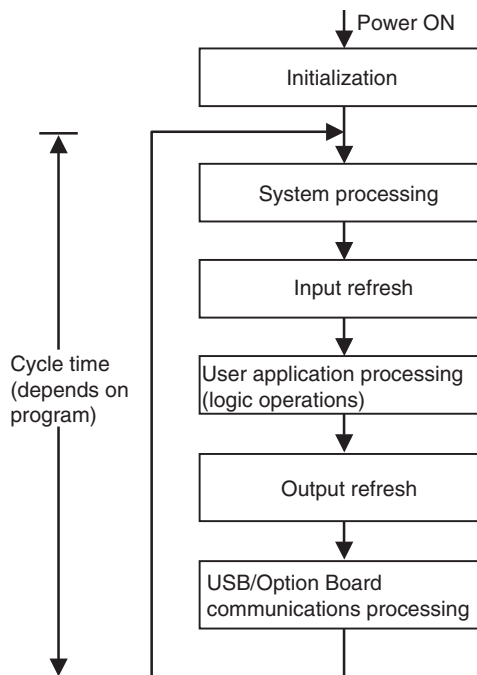 Power ON
Initialization
System processing
Input refresh
Cycle time
(depends on
program)
User application processing
(logic operations)
Output refresh
USB/Option Board
communications processing